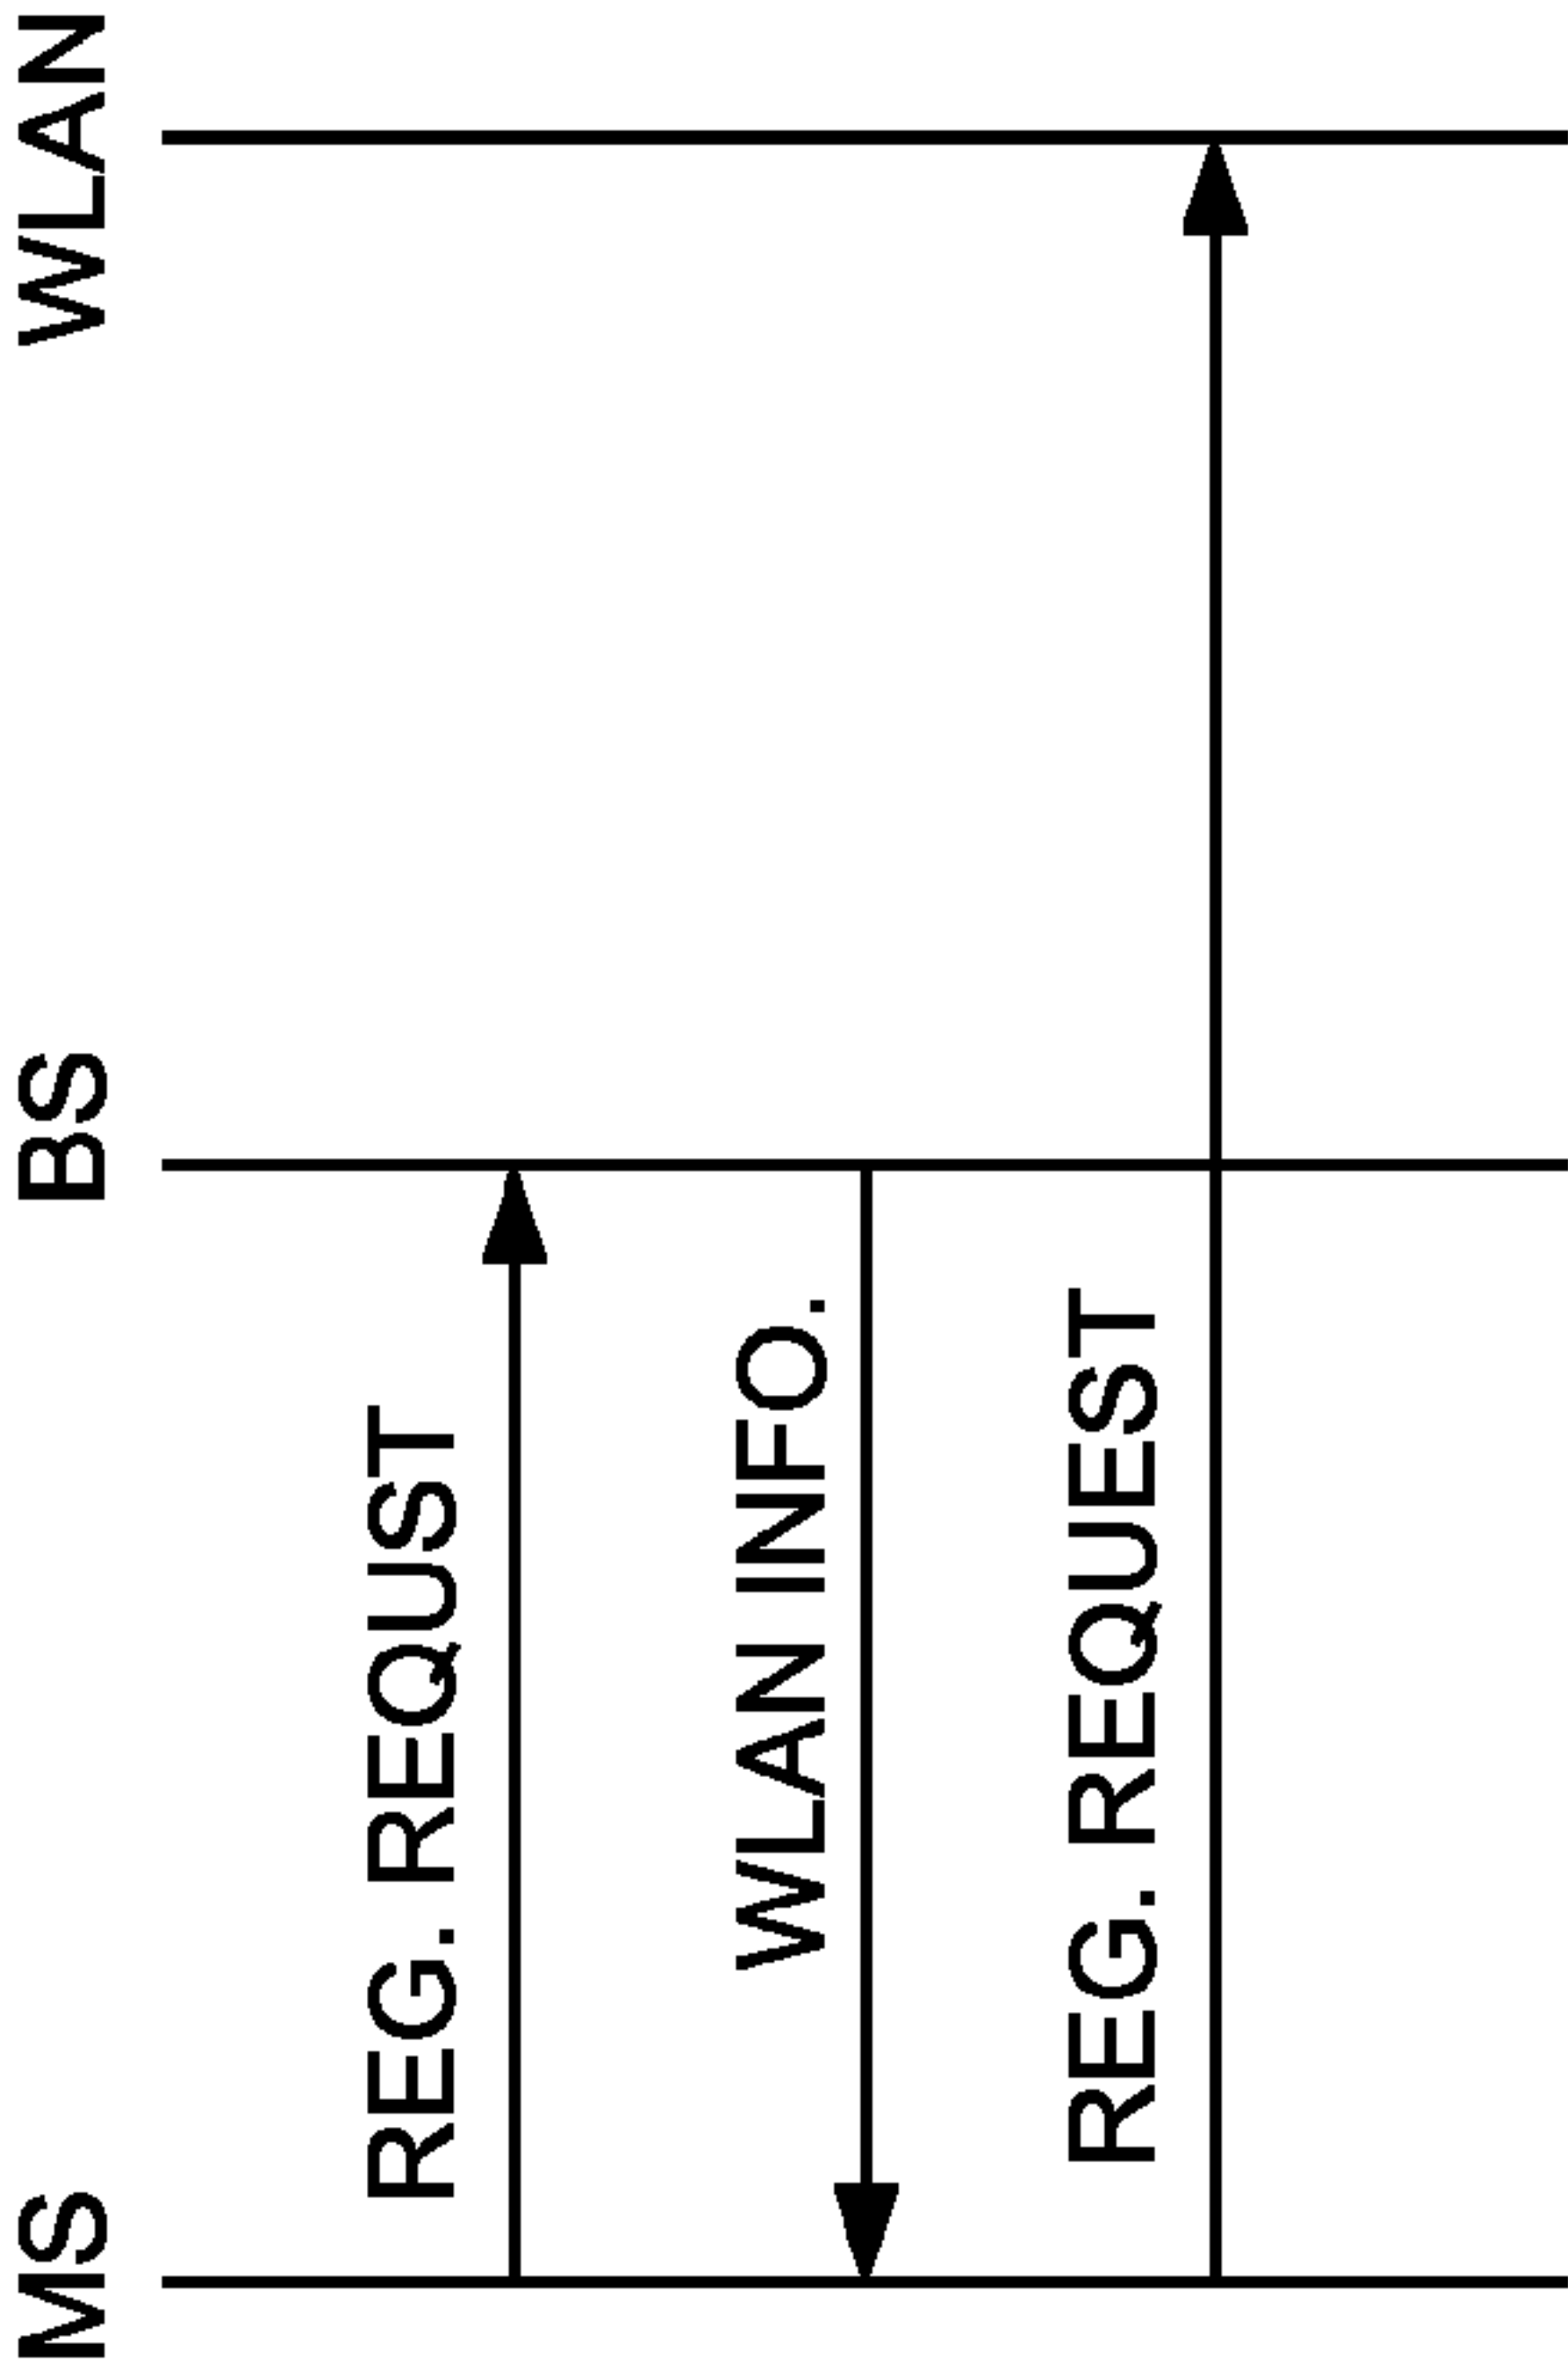 MS BS WLAN
REG. REQUST
WLAN INFO.
REG. REQUEST